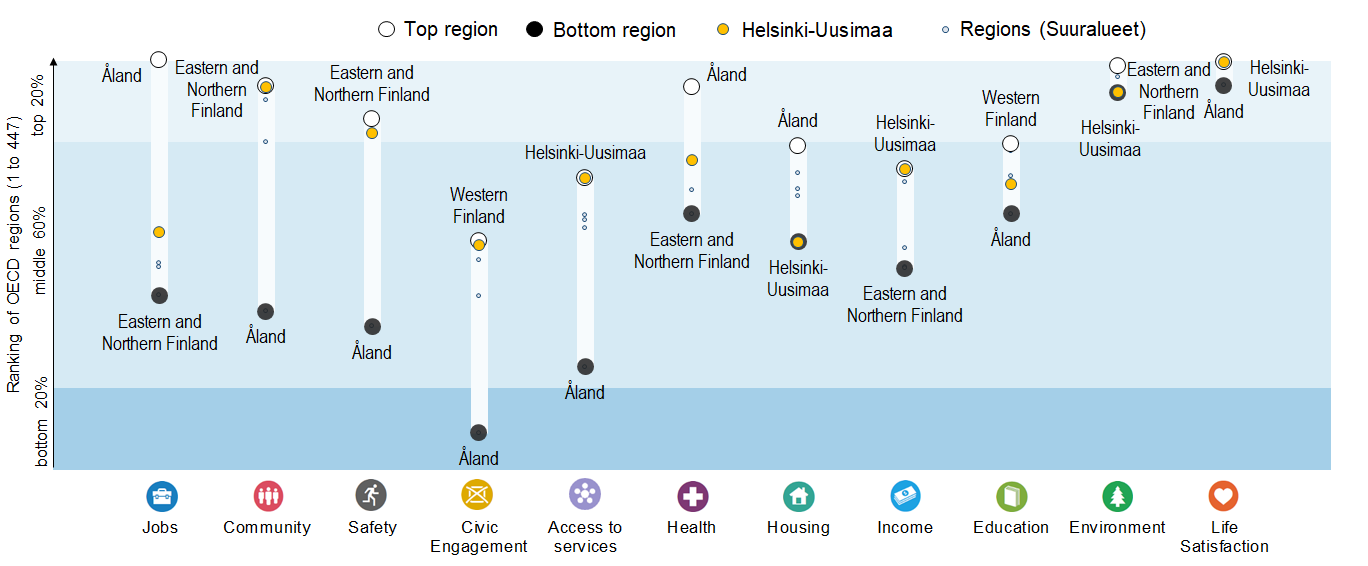 Top region
Bottom region
Helsinki-Uusimaa
Regions (Suuralueet)
Ranking of OECD regions (1 to 447)
top 20%
middle 60%
bottom 20%
Åland
Eastern and
Northern Finland
Eastern and
Northern
Finland
Åland
Eastern and
Northern Finland
Åland
Western
Finland
Åland
Helsinki-Uusimaa
Åland
Åland
Eastern and
Northern Finland
Åland
Helsinki-
Uusimaa
Helsinki-
Uusimaa
Eastern and
Northern Finland
Western
Finland
Åland
Eastern and
Northern
Finland
Helsinki-
Uusimaa
Helsinki-
Uusimaa
Åland
Jobs
Community
Safety
Civic
Engagement
Access to
services
Health
Housing
Income
Education
Environment
Life
Satisfaction